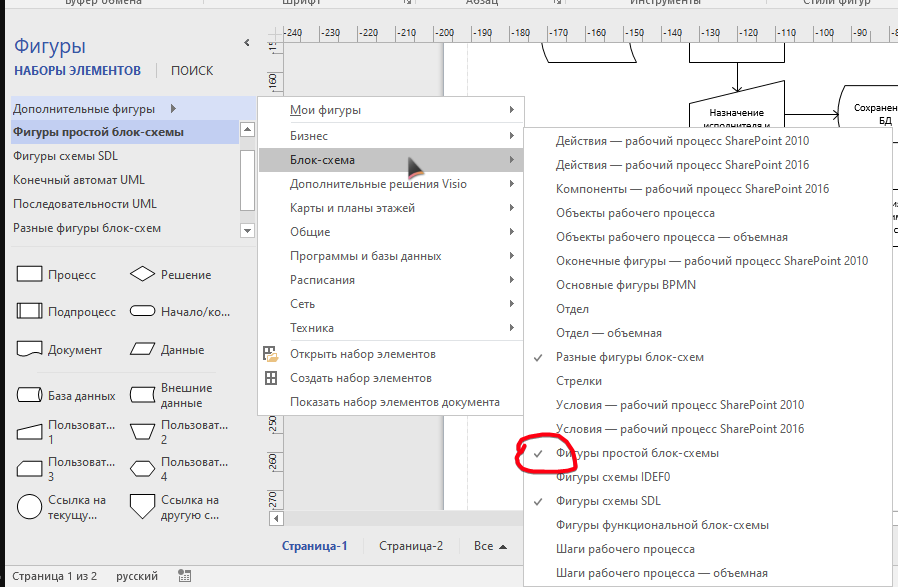 Буфер обмена
Шрифт
Абзац
Инструменты
Стили фигур
-240 -230 -220 -210 -200 -190 -180 -170 -160 -150 -140 -130 -120 -110 -100 -90
Фигуры
НАБОРЫ ЭЛЕМЕНТОВ
ПОИСК
Дополнительные фигуры
Фигуры простой блок-схемы
Фигуры схемы SDL
Конечный автомат UML
Последовательности UML
Разные фигуры блок-схем
Процесс
Решение
Подпроцесс
Начало/ко...
Документ
Данные
База данных
Внешние
данные
Пользоват...
1
Пользоват...
2
Пользоват...
3
Пользоват...
4
Ссылка на
текущу...
Ссылка на
другую с...
Мои фигуры
Бизнес
Блок-схема
Дополнительные решения Visio
Карты и планы этажей
Общие
Программы и базы данных
Расписания
Сеть
Техника
Открыть набор элементов
Создать набор элементов
Показать набор элементов документа
160
-250
-260
-270
Назначение
исполнителя и
Сохранен
БД
Действия — рабочий процесс SharePoint 2010
Действия — рабочий процесс SharePoint 2016
Компоненты — рабочий процесс SharePoint 2016
Объекты рабочего процесса
Объекты рабочего процесса — объемная
Оконечные фигуры — рабочий процесс SharePoint 2010
Основные фигуры BPMN
Отдел
Отдел — объемная
Разные фигуры блок-схем
Стрелки
Условия — рабочий процесс SharePoint 2010
Условия — рабочий процесс SharePoint 2016
Фигуры простой блок-схемы
Фигуры схемы IDEF0
Фигуры схемы SDL
Фигуры функциональной блок-схемы
Шаги рабочего процесса
Шаги рабочего процесса — объемная
Страница-1
Страница-2
Все
Страница 1 из 2
русский